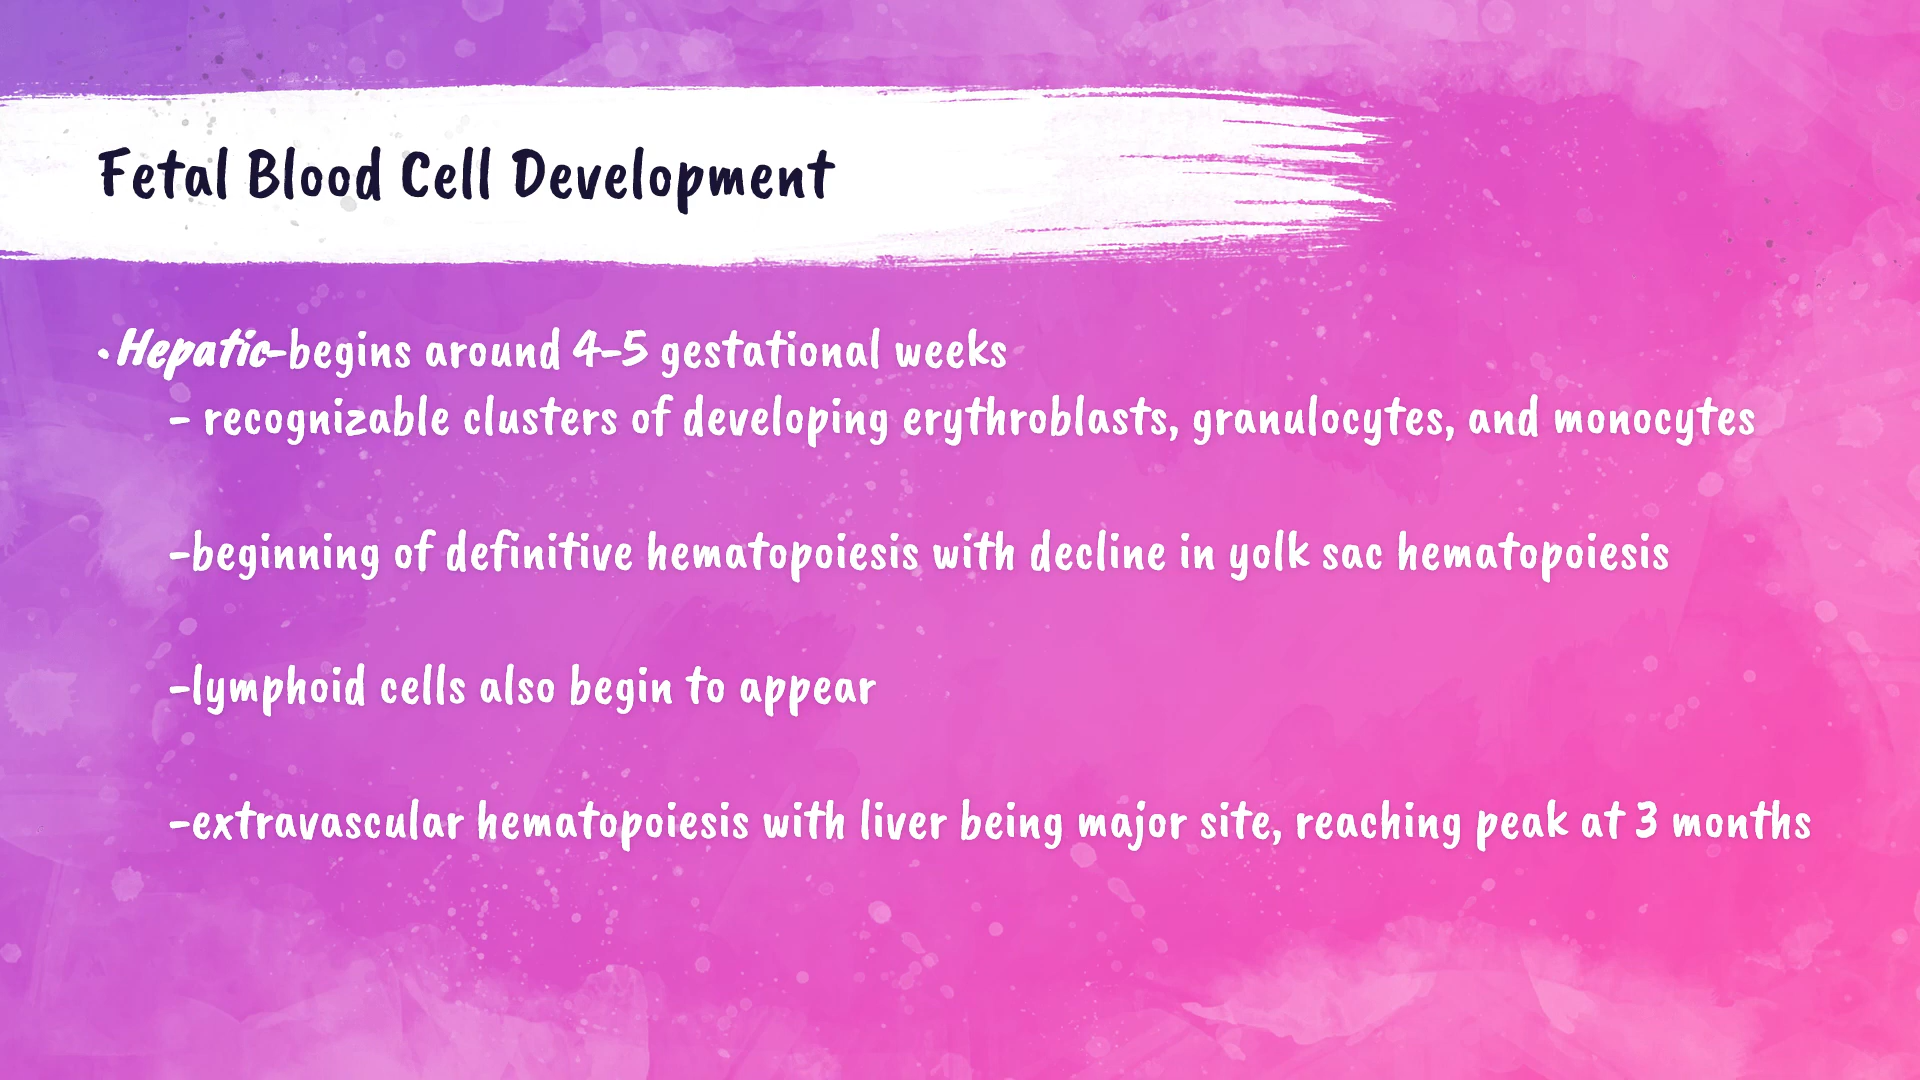 Fetal Blood Cell Development
•Hepatic-begins around 4-5 gestational weeks
- recognizable clusters of developing erythroblasts, granulocytes, and monocytes
-beginning of definitive hematopoiesis with decline in yolk sac hematopoiesis
-lymphoid cells also begin to appear
-extravascular hematopoiesis with liver being major site, reaching peak at 3 months